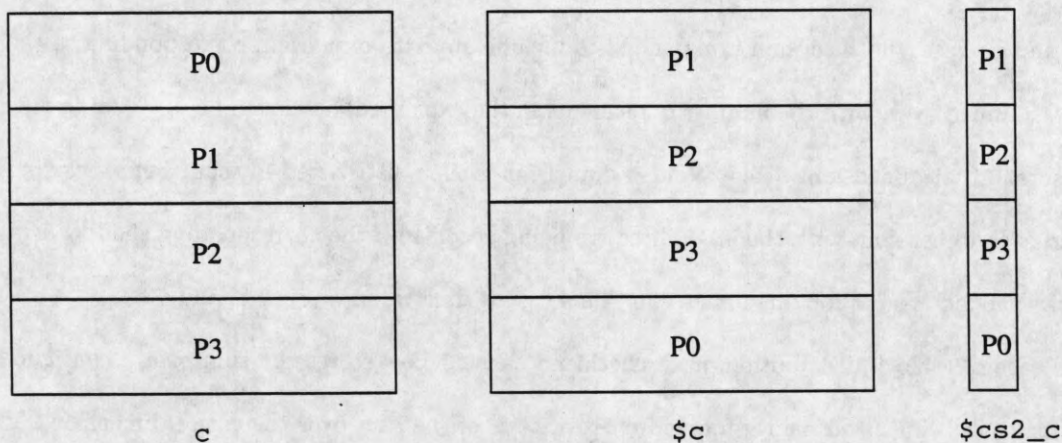 P0 P1 P1
P1 P2 P2
P2 P3 P3
P3 P0 P0
c $c $cs2_c